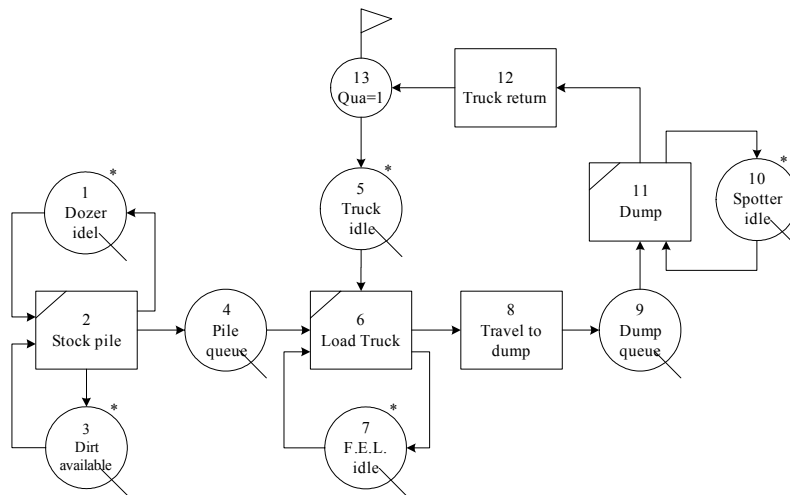 13
Qua=1
12
Truck return
*
1
Dozer
idel
*
5
Truck
idle
11
Dump
*
10
Spotter
idle
2
Stock pile
4
Pile
queue
6
Load Truck
8
Travel to
dump
9
Dump
queue
*
3
Dirt
available
*
7
F.E.L.
idle